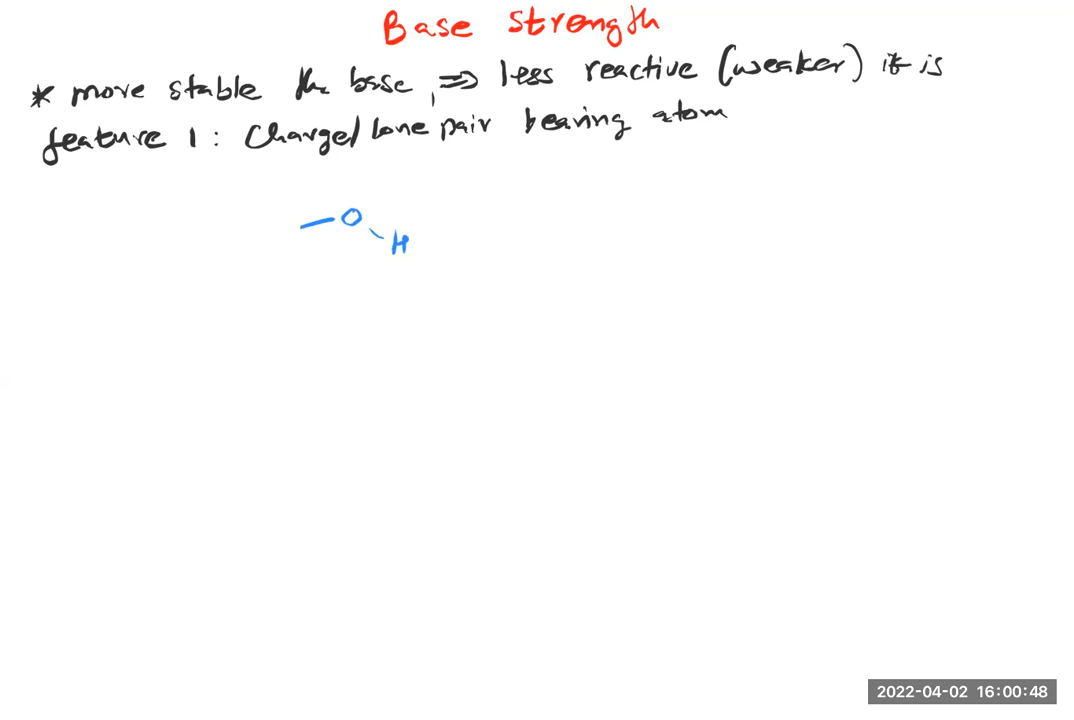 Base strength
* more stable the base, => less reactive (weaker) it is
feature 1: Charged/lone pair bearing atom
O
H
2022-04-02 16:00:48